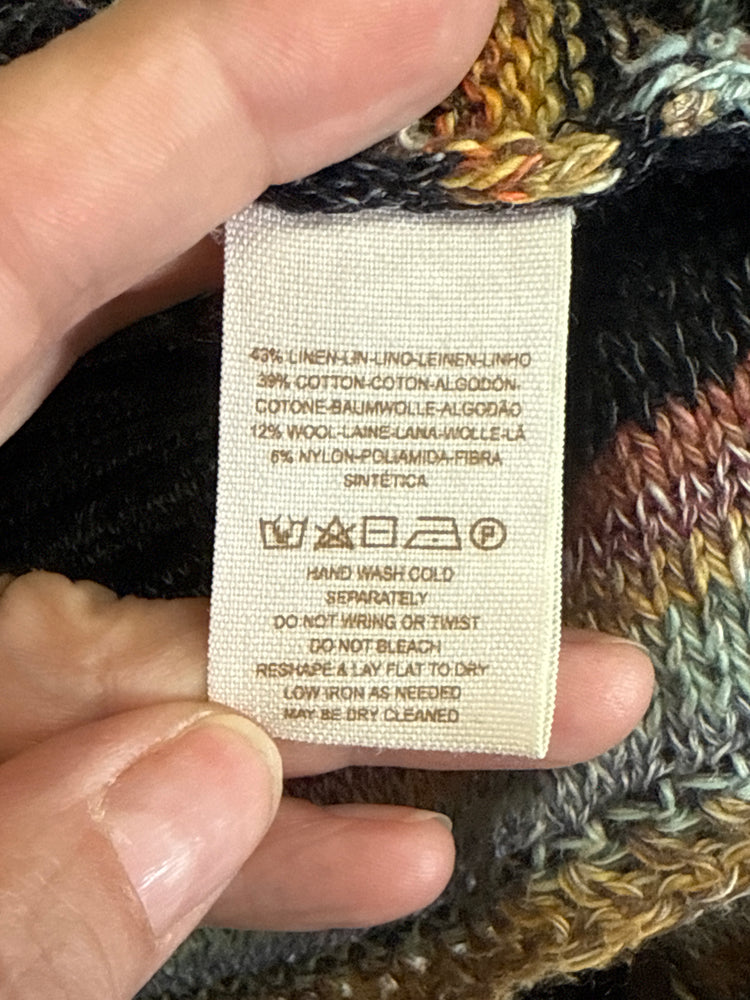 43% LINEN-LIN-LINO-LEINEN-LINHO
39% COTTON-COTON-ALGODÓN-
COTONE-BAUMWOLLE-ALGODÃO
12% WOOL-LAINE-LANA-WOLLE-LÃ
6% NYLON-POLIAMIDA-FIBRA
SINTÉTICA
P
HAND WASH COLD
SEPARATELY
DO NOT WRING OR TWIST
DO NOT BLEACH
RESHAPE & LAY FLAT TO DRY
LOW IRON AS NEEDED
MAY BE DRY CLEANED